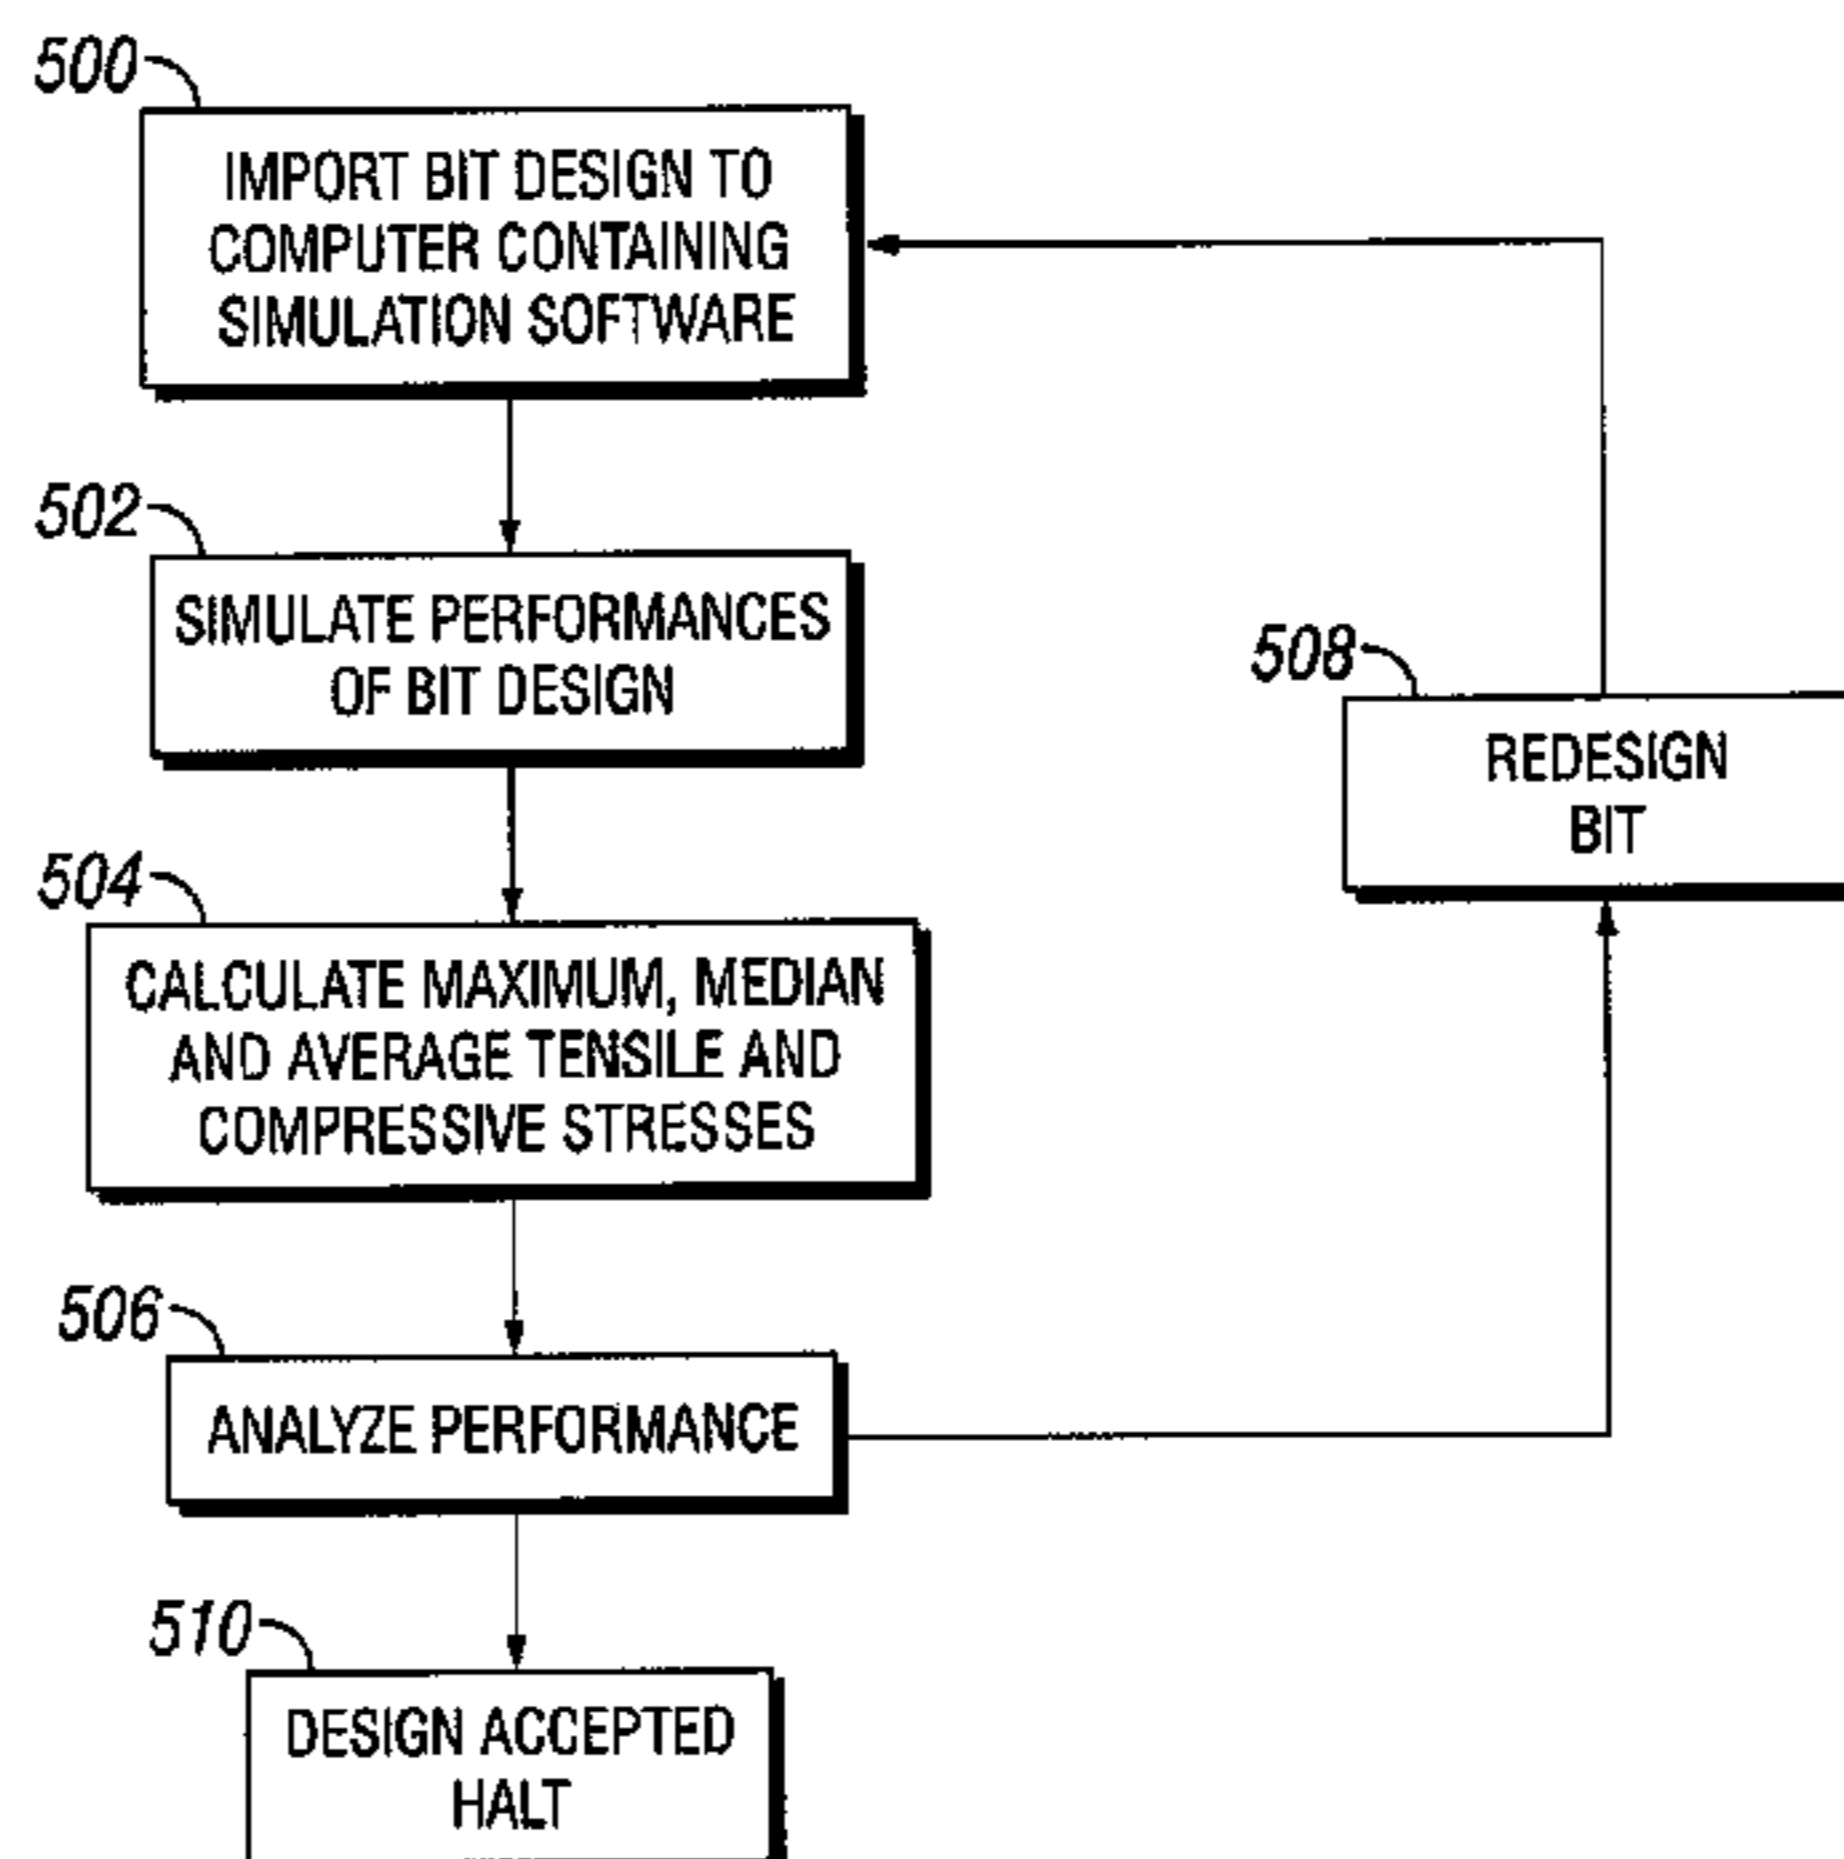 500
IMPORT BIT DESIGN TO
COMPUTER CONTAINING
SIMULATION SOFTWARE
502
SIMULATE PERFORMANCES
OF BIT DESIGN
508
REDESIGN
BIT
504
CALCULATE MAXIMUM, MEDIAN
AND AVERAGE TENSILE AND
COMPRESSIVE STRESSES
506
ANALYZE PERFORMANCE
510
DESIGN ACCEPTED
HALT